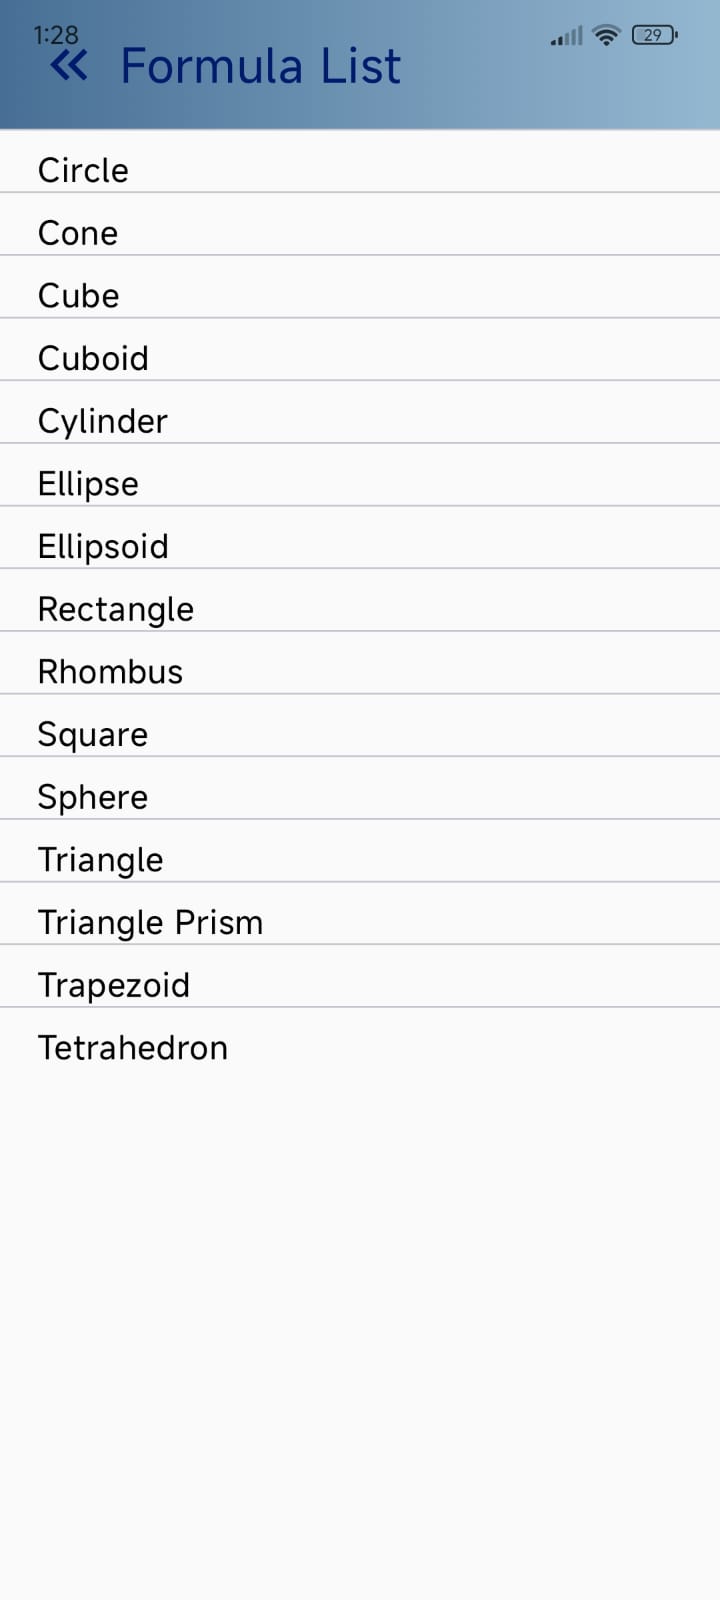 1:28
29
Formula List
Circle
Cone
Cube
Cuboid
Cylinder
Ellipse
Ellipsoid
Rectangle
Rhombus
Square
Sphere
Triangle
Triangle Prism
Trapezoid
Tetrahedron